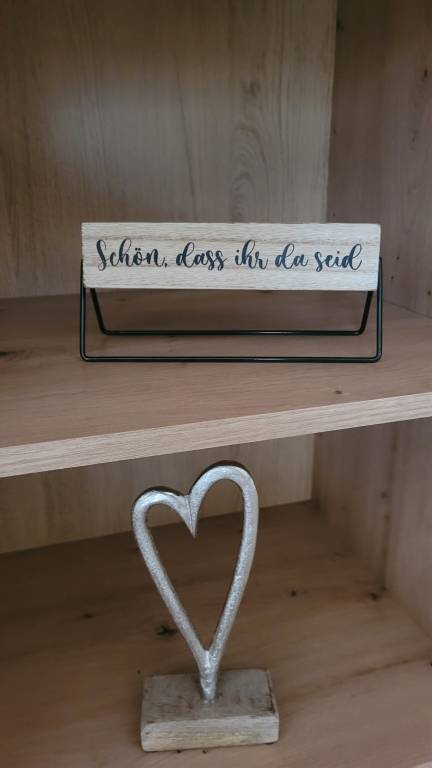 Schön, dass ihr da seid